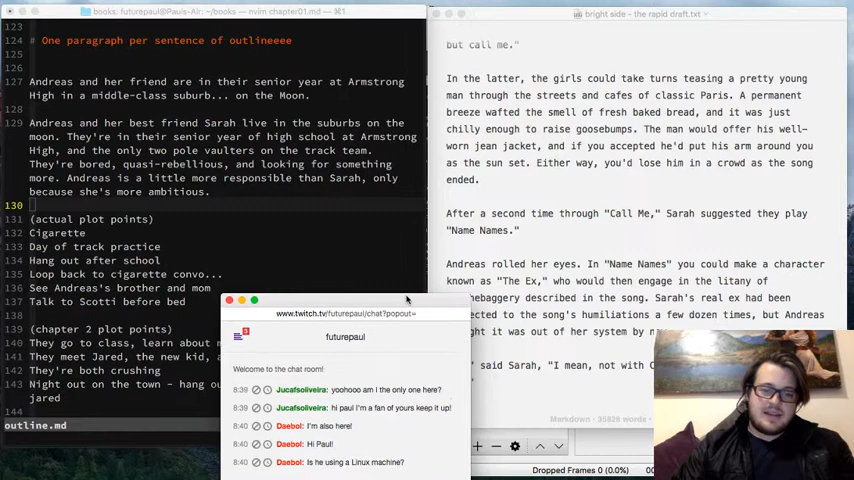 books: futurepaul@Pauls-Air: ~/books — nvim chapter01.md — ⌘1
123
124 # One paragraph per sentence of outlineeee
125
126
127 Andreas and her friend are in their senior year at Armstrong
High in a middle-class suburb... on the Moon.
128
129 Andreas and her best friend Sarah live in the suburbs on the
moon. They're in their senior year of high school at Armstrong
High, and the only two pole vaulters on the track team.
They're bored, quasi-rebellious, and looking for something
more. Andreas is a little more responsible than Sarah, only
because she's more ambitious.
130
131 (actual plot points)
132 Cigarette
133 Day of track practice
134 Hang out after school
135 Loop back to cigarette convo...
136 See Andreas's brother and mom
137 Talk to Scotti before bed
138
139 (chapter 2 plot points)
140 They go to class, learn about m
141 They meet Jared, the new kid, a
142 They're both crushing
143 Night out on the town - hang ou
jared
144
outline.md
bright side - the rapid draft.txt
but call me."
In the latter, the girls could take turns teasing a pretty young
man through the streets and cafes of classic Paris. A permanent
breeze wafted the smell of fresh baked bread, and it was just
chilly enough to raise goosebumps. The man would offer his well-
worn jean jacket, and if you accepted he'd put his arm around you
as the sun set. Either way, you'd lose him in a crowd as the song
ended.
After a second time through "Call Me," Sarah suggested they play
"Name Names."
Andreas rolled her eyes. In "Name Names" you could make a character
known as "The Ex," who would then engage in the litany of
hebaggery described in the song. Sarah's real ex had been
ected to the song's humiliations a few dozen times, but Andreas
ght it was out of her system by n
" said Sarah, "I mean, not with C
Markdown - 35829 words
Dropped Frames 0 (0.0%)
www.twitch.tv/futurepaul/chat?popout=
3
futurepaul
Welcome to the chat room!
8:39 Jucafsoliveira: yoohooo am I the only one here?
8:39 Jucafsoliveira: hi paul I'm a fan of yours keep it up!
8:40 Daebol: I'm also here!
8:40 Daebol: Hi Paul!
8:40 Daebol: Is he using a Linux machine?